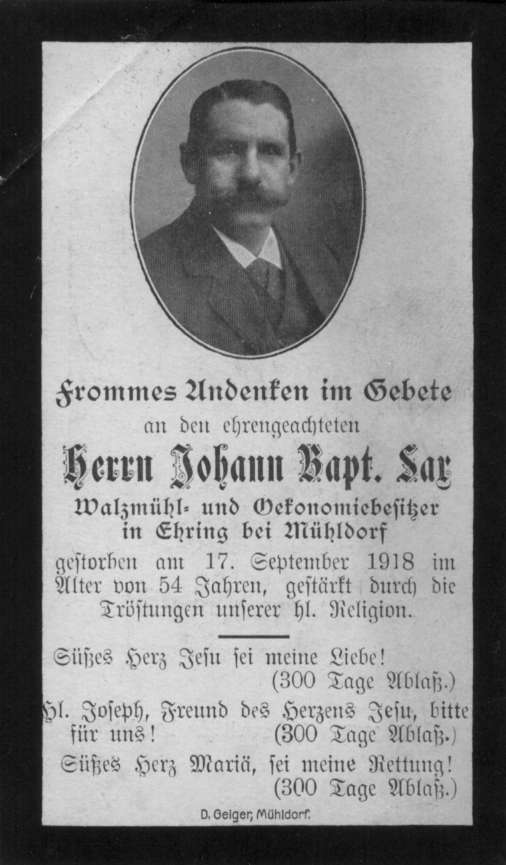 Frommes Andenken im Gebete
an den ehrengeachteten
Herrn Johann Bapt. Sax
Walzmühl- und Oekonomiebesitzer
in Ehring bei Mühldorf
gestorben am 17. September 1918 im
Alter von 54 Jahren, gestärkt durch die
Tröstungen unserer hl. Religion.
Süßes Herz Jesu sei meine Liebe!
(300 Tage Ablaß.)
Hl. Joseph, Freund des Herzens Jesu, bitte
für uns! (300 Tage Ablaß.)
Süßes Herz Mariä, sei meine Rettung!
(300 Tage Ablaß.)
D. Geiger, Mühldorf.